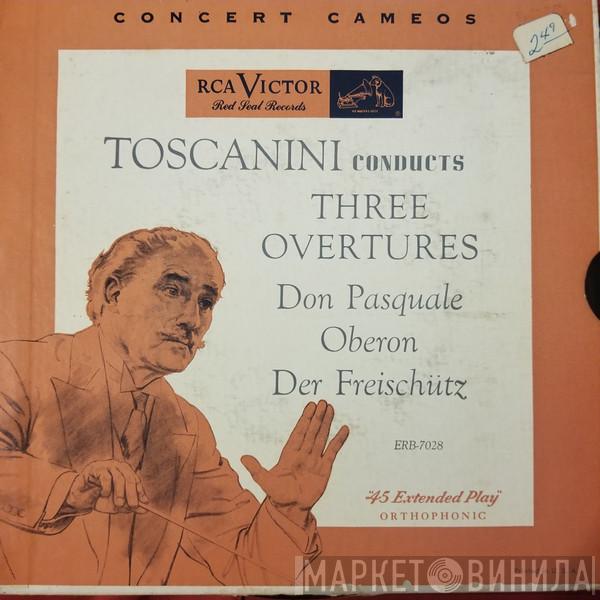 CONCERT CAMEOS
2 49
RCA VICTOR
Red Seal Records
TOSCANINI CONDUCTS
THREE
OVERTURES
Don Pasquale
Oberon
Der Freischütz
ERB-7028
"45 Extended Play"
ORTHOPHONIC
МАРКЕТ ВИНИЛА